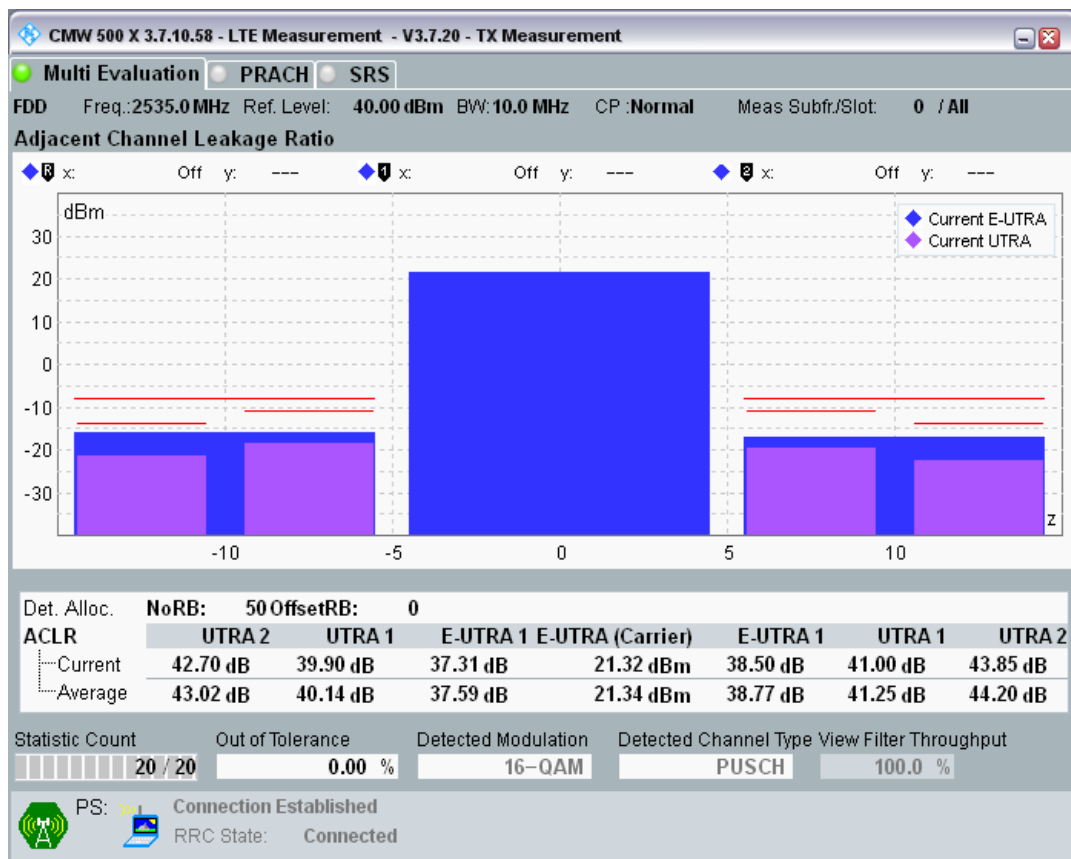 CMW 500 X 3.7.10.58 - LTE Measurement - V3.7.20 - TX Measurement
Multi Evaluation PRACH SRS
FDD Freq.:2535.0 MHz Ref. Level: 40.00 dBm BW: 10.0 MHz CP :Normal Meas Subfr./Slot: 0 / All
Adjacent Channel Leakage Ratio
R x: Off y: --- 1 x: Off y: --- 2 x: Off y: ---
dBm
Current E-UTRA
Current UTRA
30
20
10
0
-10
-20
-30
z
-10 -5 0 5 10
Det. Alloc. NoRB: 50 OffsetRB: 0
ACLR UTRA 2 UTRA 1 E-UTRA 1 E-UTRA (Carrier) E-UTRA 1 UTRA 1 UTRA 2
Current 42.70 dB 39.90 dB 37.31 dB 21.32 dBm 38.50 dB 41.00 dB 43.85 dB
Average 43.02 dB 40.14 dB 37.59 dB 21.34 dBm 38.77 dB 41.25 dB 44.20 dB
Statistic Count Out of Tolerance Detected Modulation Detected Channel Type View Filter Throughput
20 / 20 0.00 % 16-QAM PUSCH 100.0 %
PS: Connection Established
RRC State: Connected